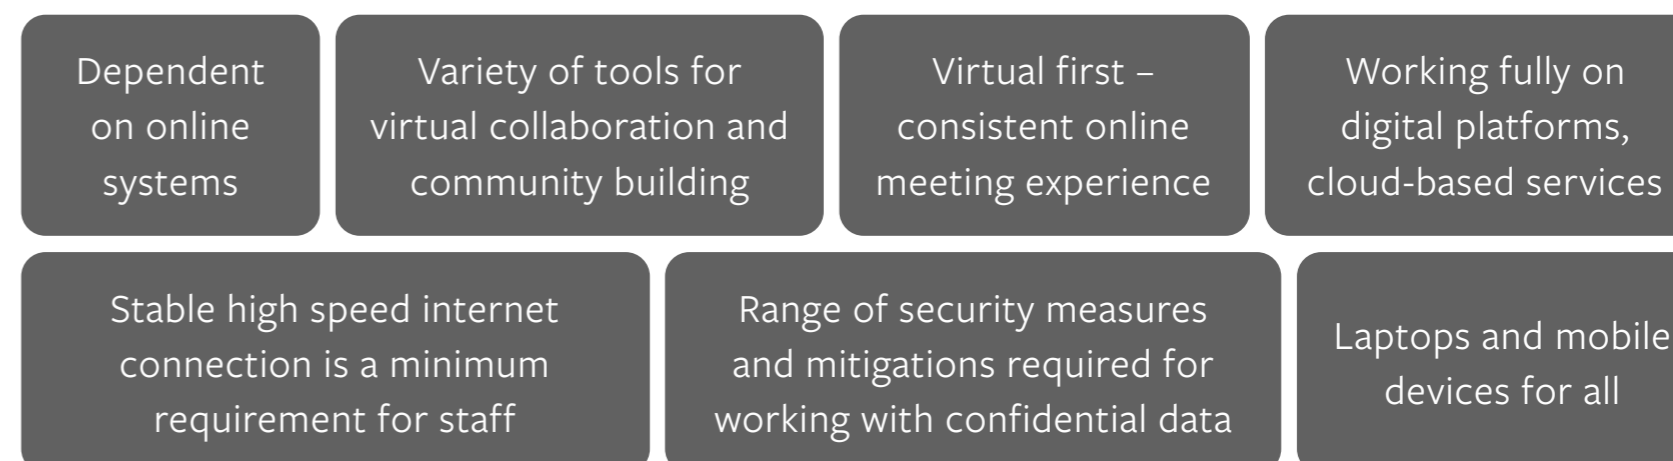 Dependent
on online
systems
Variety of tools for
virtual collaboration and
community building
Virtual first –
consistent online
meeting experience
Working fully on
digital platforms,
cloud-based services
Stable high speed internet
connection is a minimum
requirement for staff
Range of security measures
and mitigations required for
working with confidential data
Laptops and mobile
devices for all